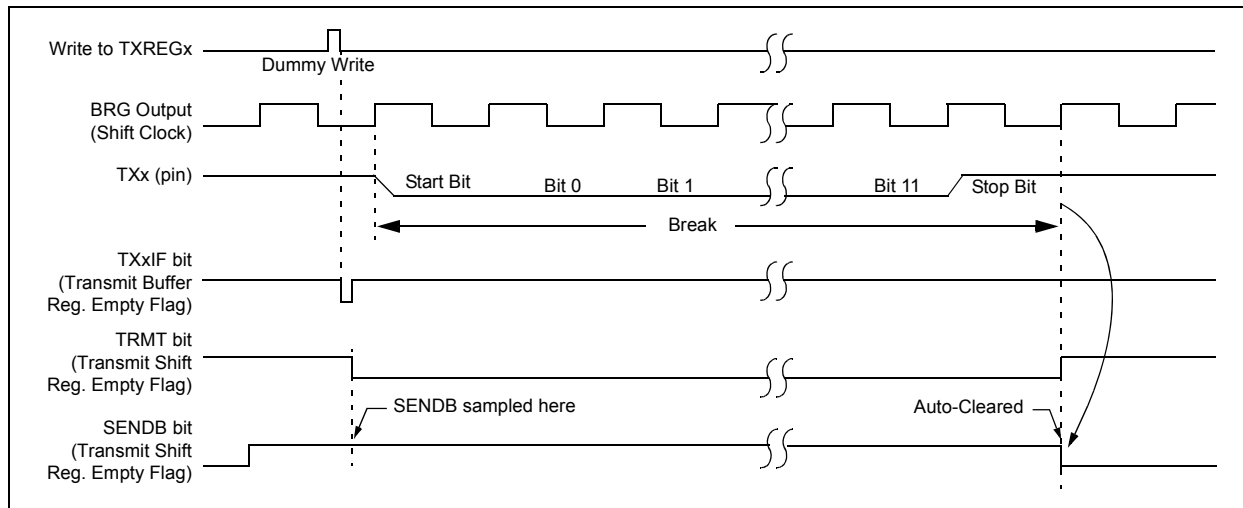 Write to TXREGx
Dummy Write
BRG Output
(Shift Clock)
TXx (pin)
Start Bit
Bit 0
Bit 1
Bit 11
Stop Bit
Break
TXxIF bit
(Transmit Buffer
Reg. Empty Flag)
TRMT bit
(Transmit Shift
Reg. Empty Flag)
SENDB sampled here
Auto-Cleared
SENDB bit
(Transmit Shift
Reg. Empty Flag)